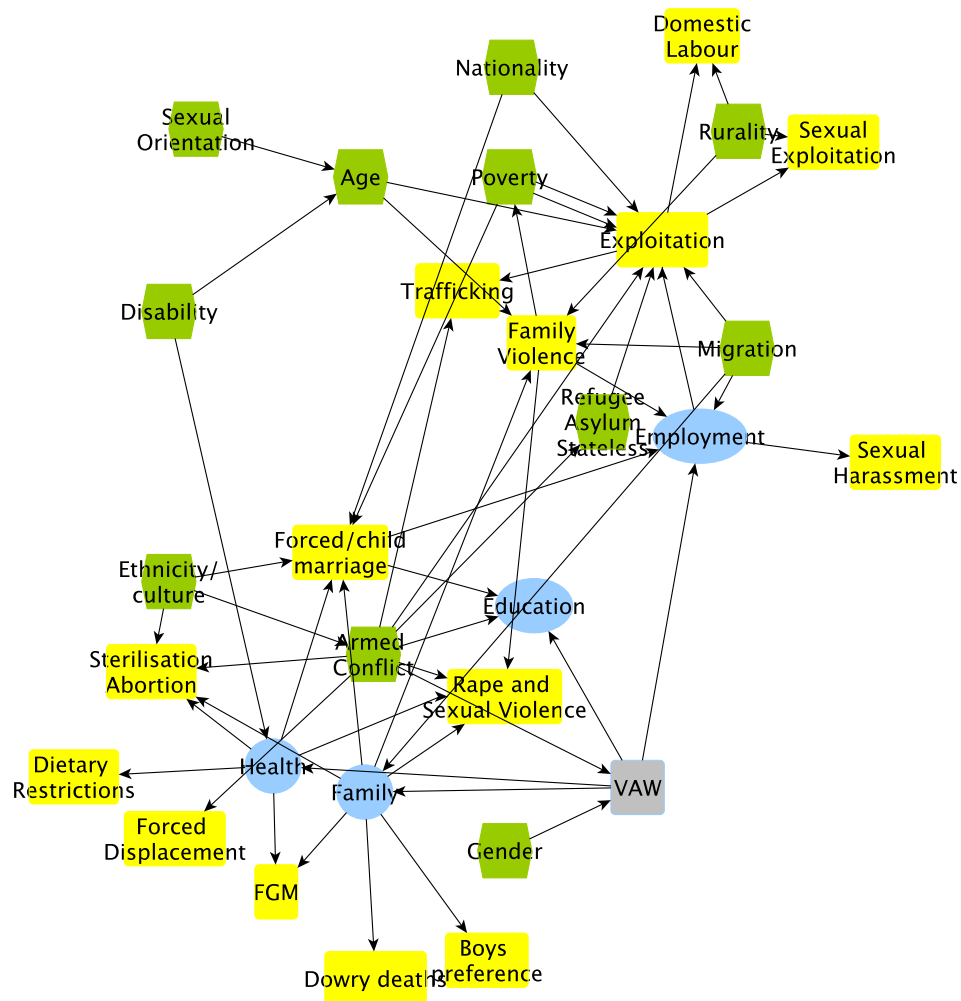 Domestic
Labour
Nationality
Sexual
Orientation
Rurality
Sexual
Exploitation
Age
Poverty
Exploitation
Trafficking
Disability
Family
Violence
Migration
Refugee
Asylum
Stateless
Employment
Sexual
Harassment
Forced/child
marriage
Ethnicity/
culture
Education
Armed
Conflict
Sterilisation
Abortion
Rape and
Sexual Violence
Health
Dietary
Restrictions
Family
VAW
Forced
Displacement
Gender
FGM
Boys
preference
Dowry deaths